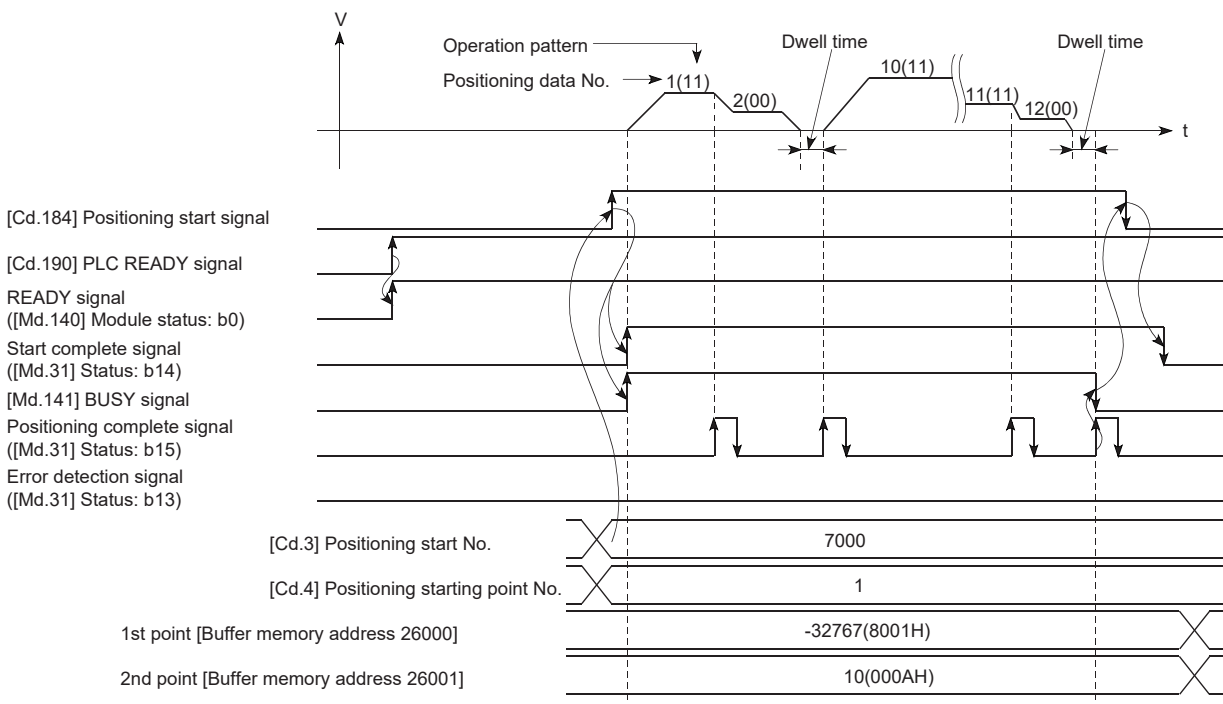 V
Operation pattern
Dwell time
Dwell time
Positioning data No.
1(11)
2(00)
10(11)
11(11)
12(00)
t
[Cd.184] Positioning start signal
[Cd.190] PLC READY signal
READY signal
([Md.140] Module status: b0)
Start complete signal
([Md.31] Status: b14)
[Md.141] BUSY signal
Positioning complete signal
([Md.31] Status: b15)
Error detection signal
([Md.31] Status: b13)
[Cd.3] Positioning start No.
7000
[Cd.4] Positioning starting point No.
1
1st point [Buffer memory address 26000]
-32767(8001H)
2nd point [Buffer memory address 26001]
10(000AH)